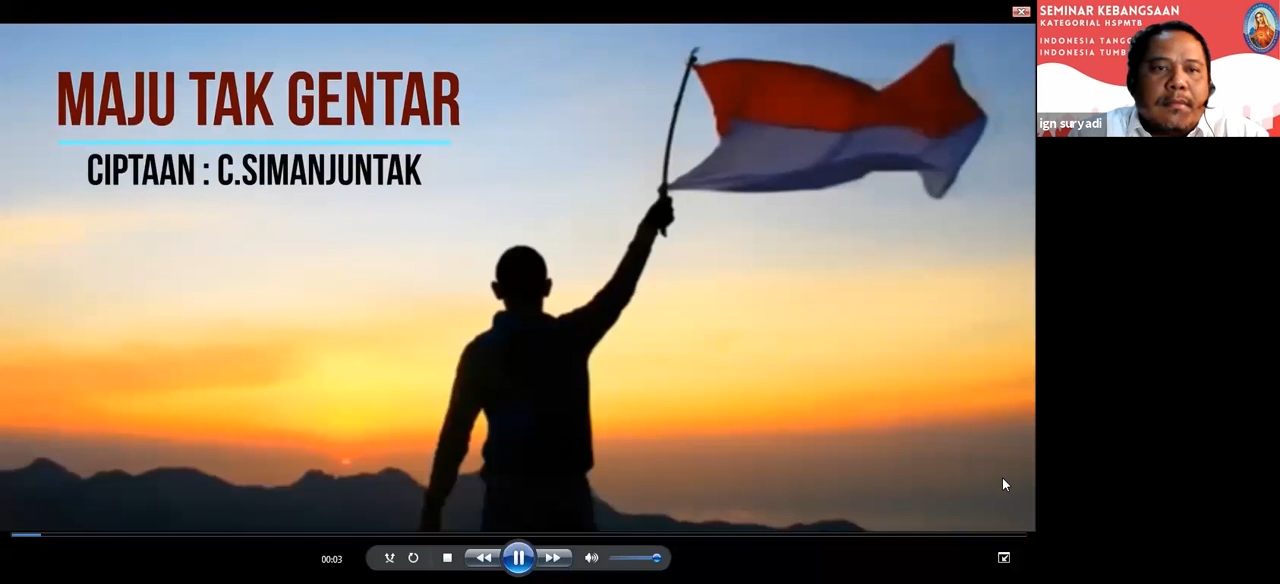 MAJU TAK GENTAR
CIPTAAN : C.SIMANJUNTAK
00:03
SEMINAR KEBANGSAAN
KATEGORIAL HSPMTB
INDONESIA
INDONESIA
ign suryadi